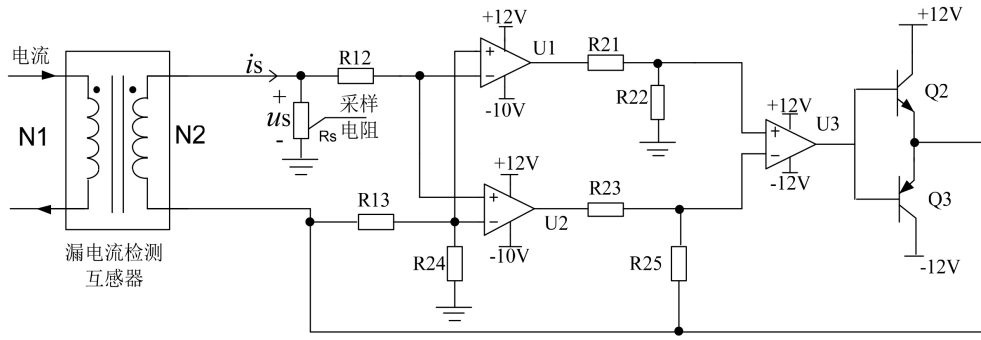 电流
N1
N2
漏电流检测
互感器
is
+
us
-
Rs
采样
电阻
R12
R13
R24
+12V
U1
-10V
+
-
+12V
U2
-10V
+
-
R21
R22
R23
R25
+12V
U3
-12V
+
-
+12V
Q2
Q3
-12V